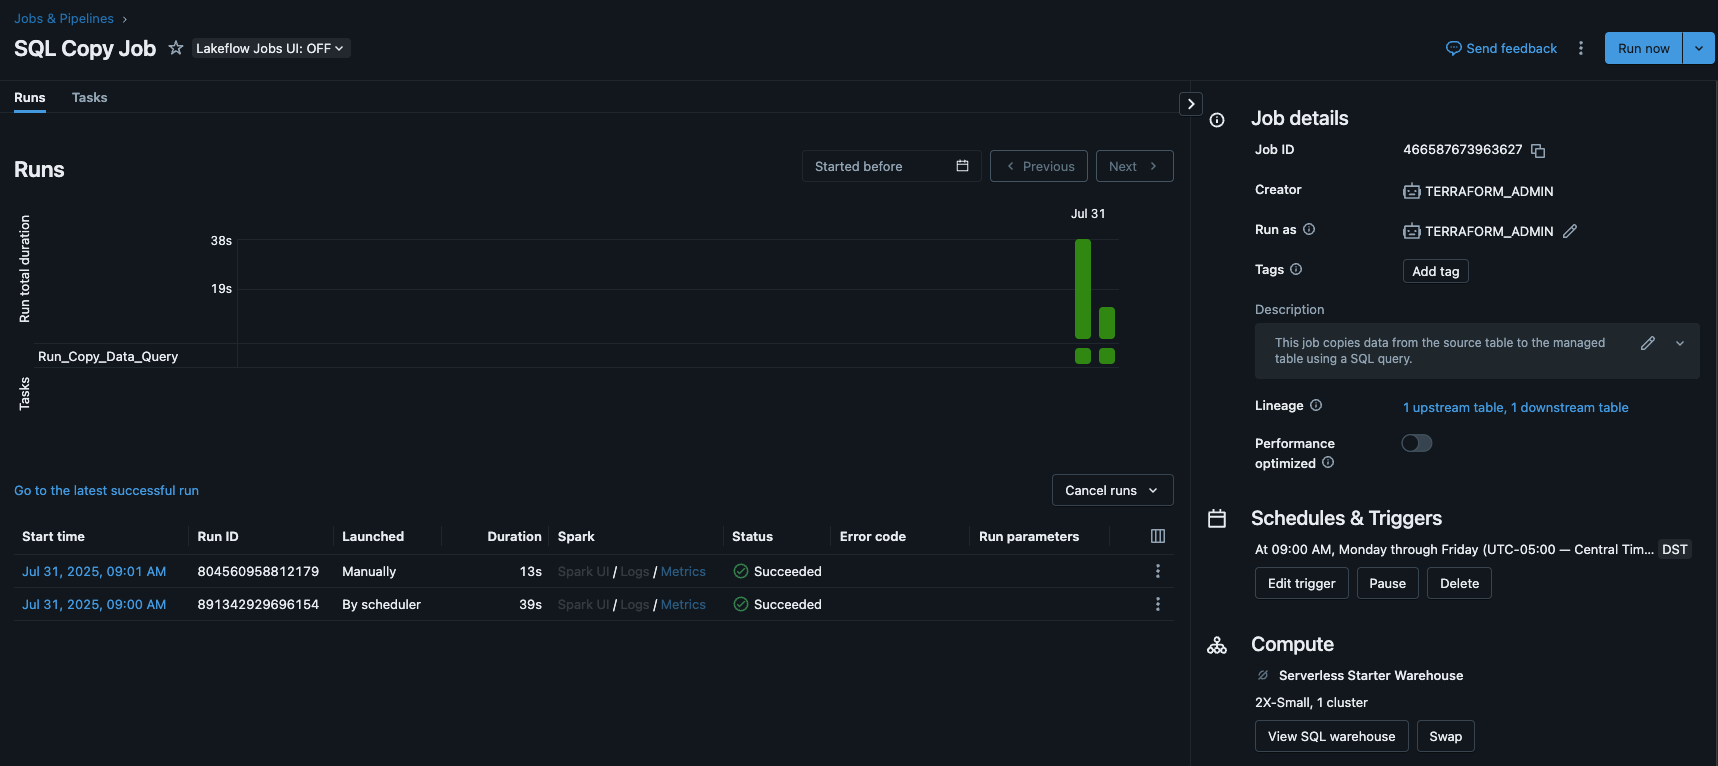 Jobs & Pipelines
SQL Copy Job
Lakeflow Jobs UI: OFF
Send feedback
Run now
Runs
Tasks
Runs
Started before
Previous
Next
Jul 31
Run total duration
38s
19s
Run_Copy_Data_Query
Tasks
Go to the latest successful run
Cancel runs
Start time Run ID Launched Duration Spark Status Error code Run parameters
Jul 31, 2025, 09:01 AM 804560958812179 Manually 13s Spark UI / Logs / Metrics Succeeded
Jul 31, 2025, 09:00 AM 891342929696154 By scheduler 39s Spark UI / Logs / Metrics Succeeded
Job details
Job ID 466587673963627
Creator TERRAFORM_ADMIN
Run as TERRAFORM_ADMIN
Tags Add tag
Description
This job copies data from the source table to the managed
table using a SQL query.
Lineage 1 upstream table, 1 downstream table
Performance
optimized
Schedules & Triggers
At 09:00 AM, Monday through Friday (UTC-05:00 — Central Tim... DST
Edit trigger Pause Delete
Compute
Serverless Starter Warehouse
2X-Small, 1 cluster
View SQL warehouse Swap